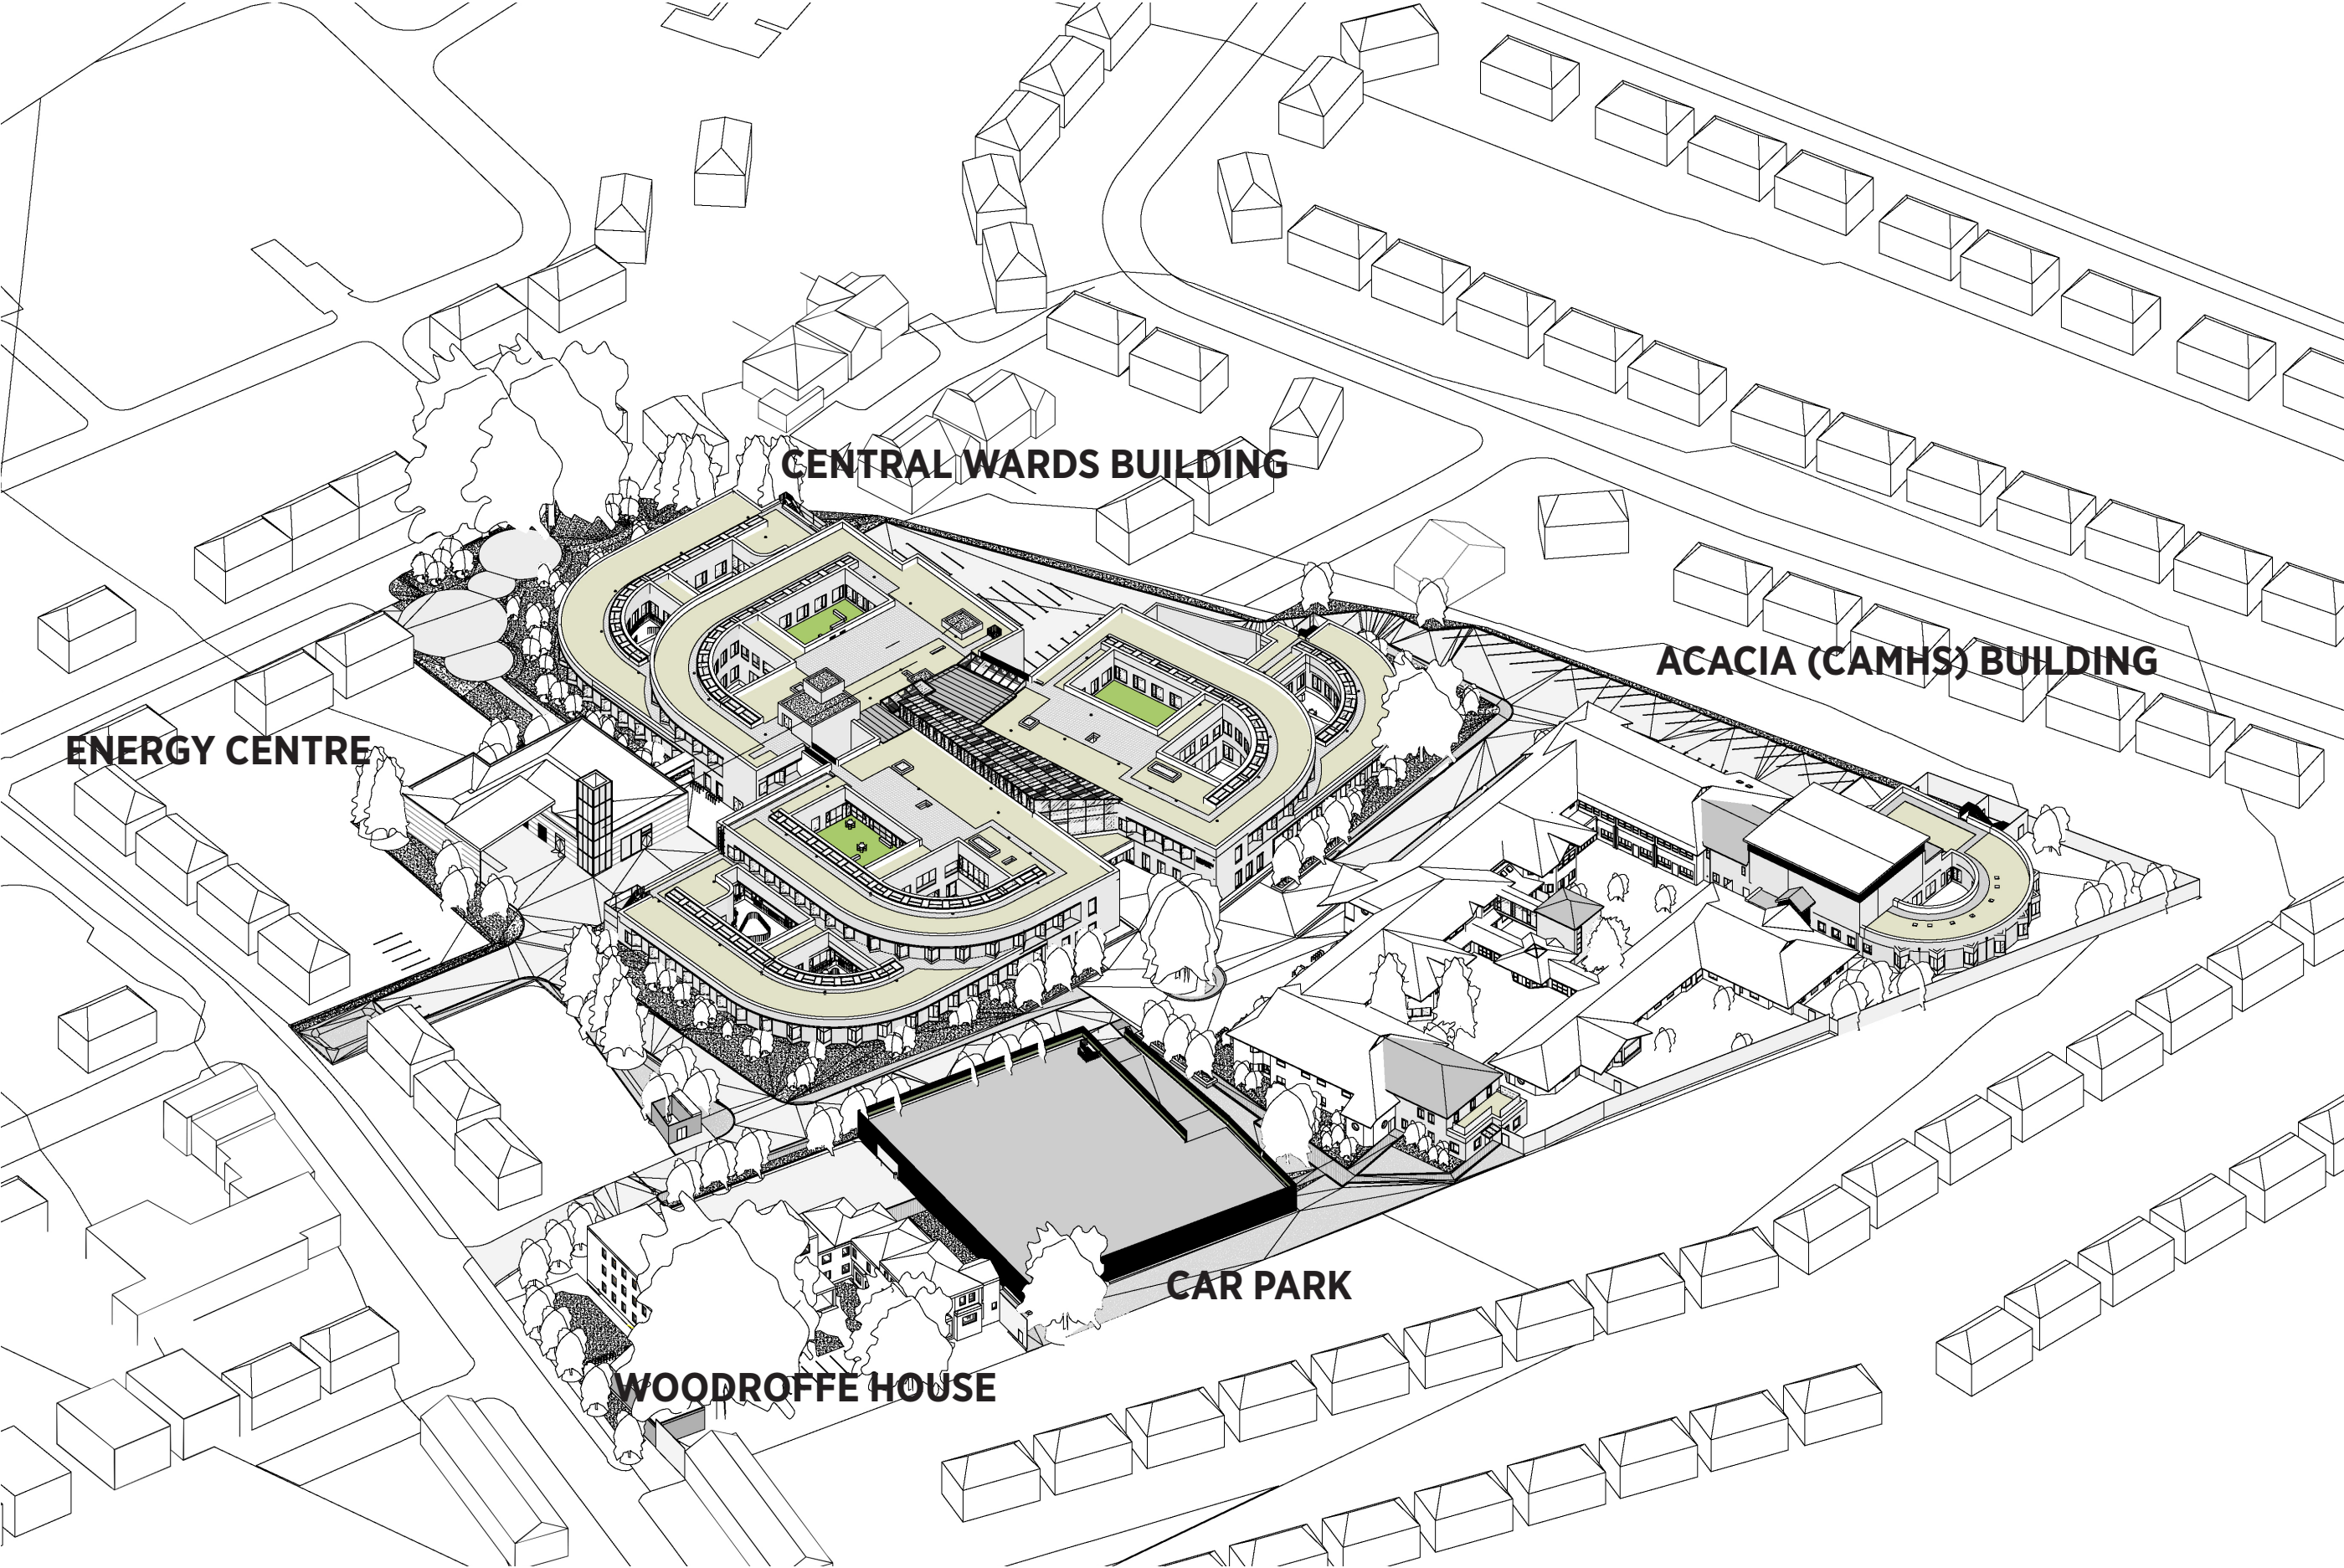 CENTRAL WARDS BUILDING
ACACIA (CAMHS) BUILDING
ENERGY CENTRE
CAR PARK
WOODROFFE HOUSE